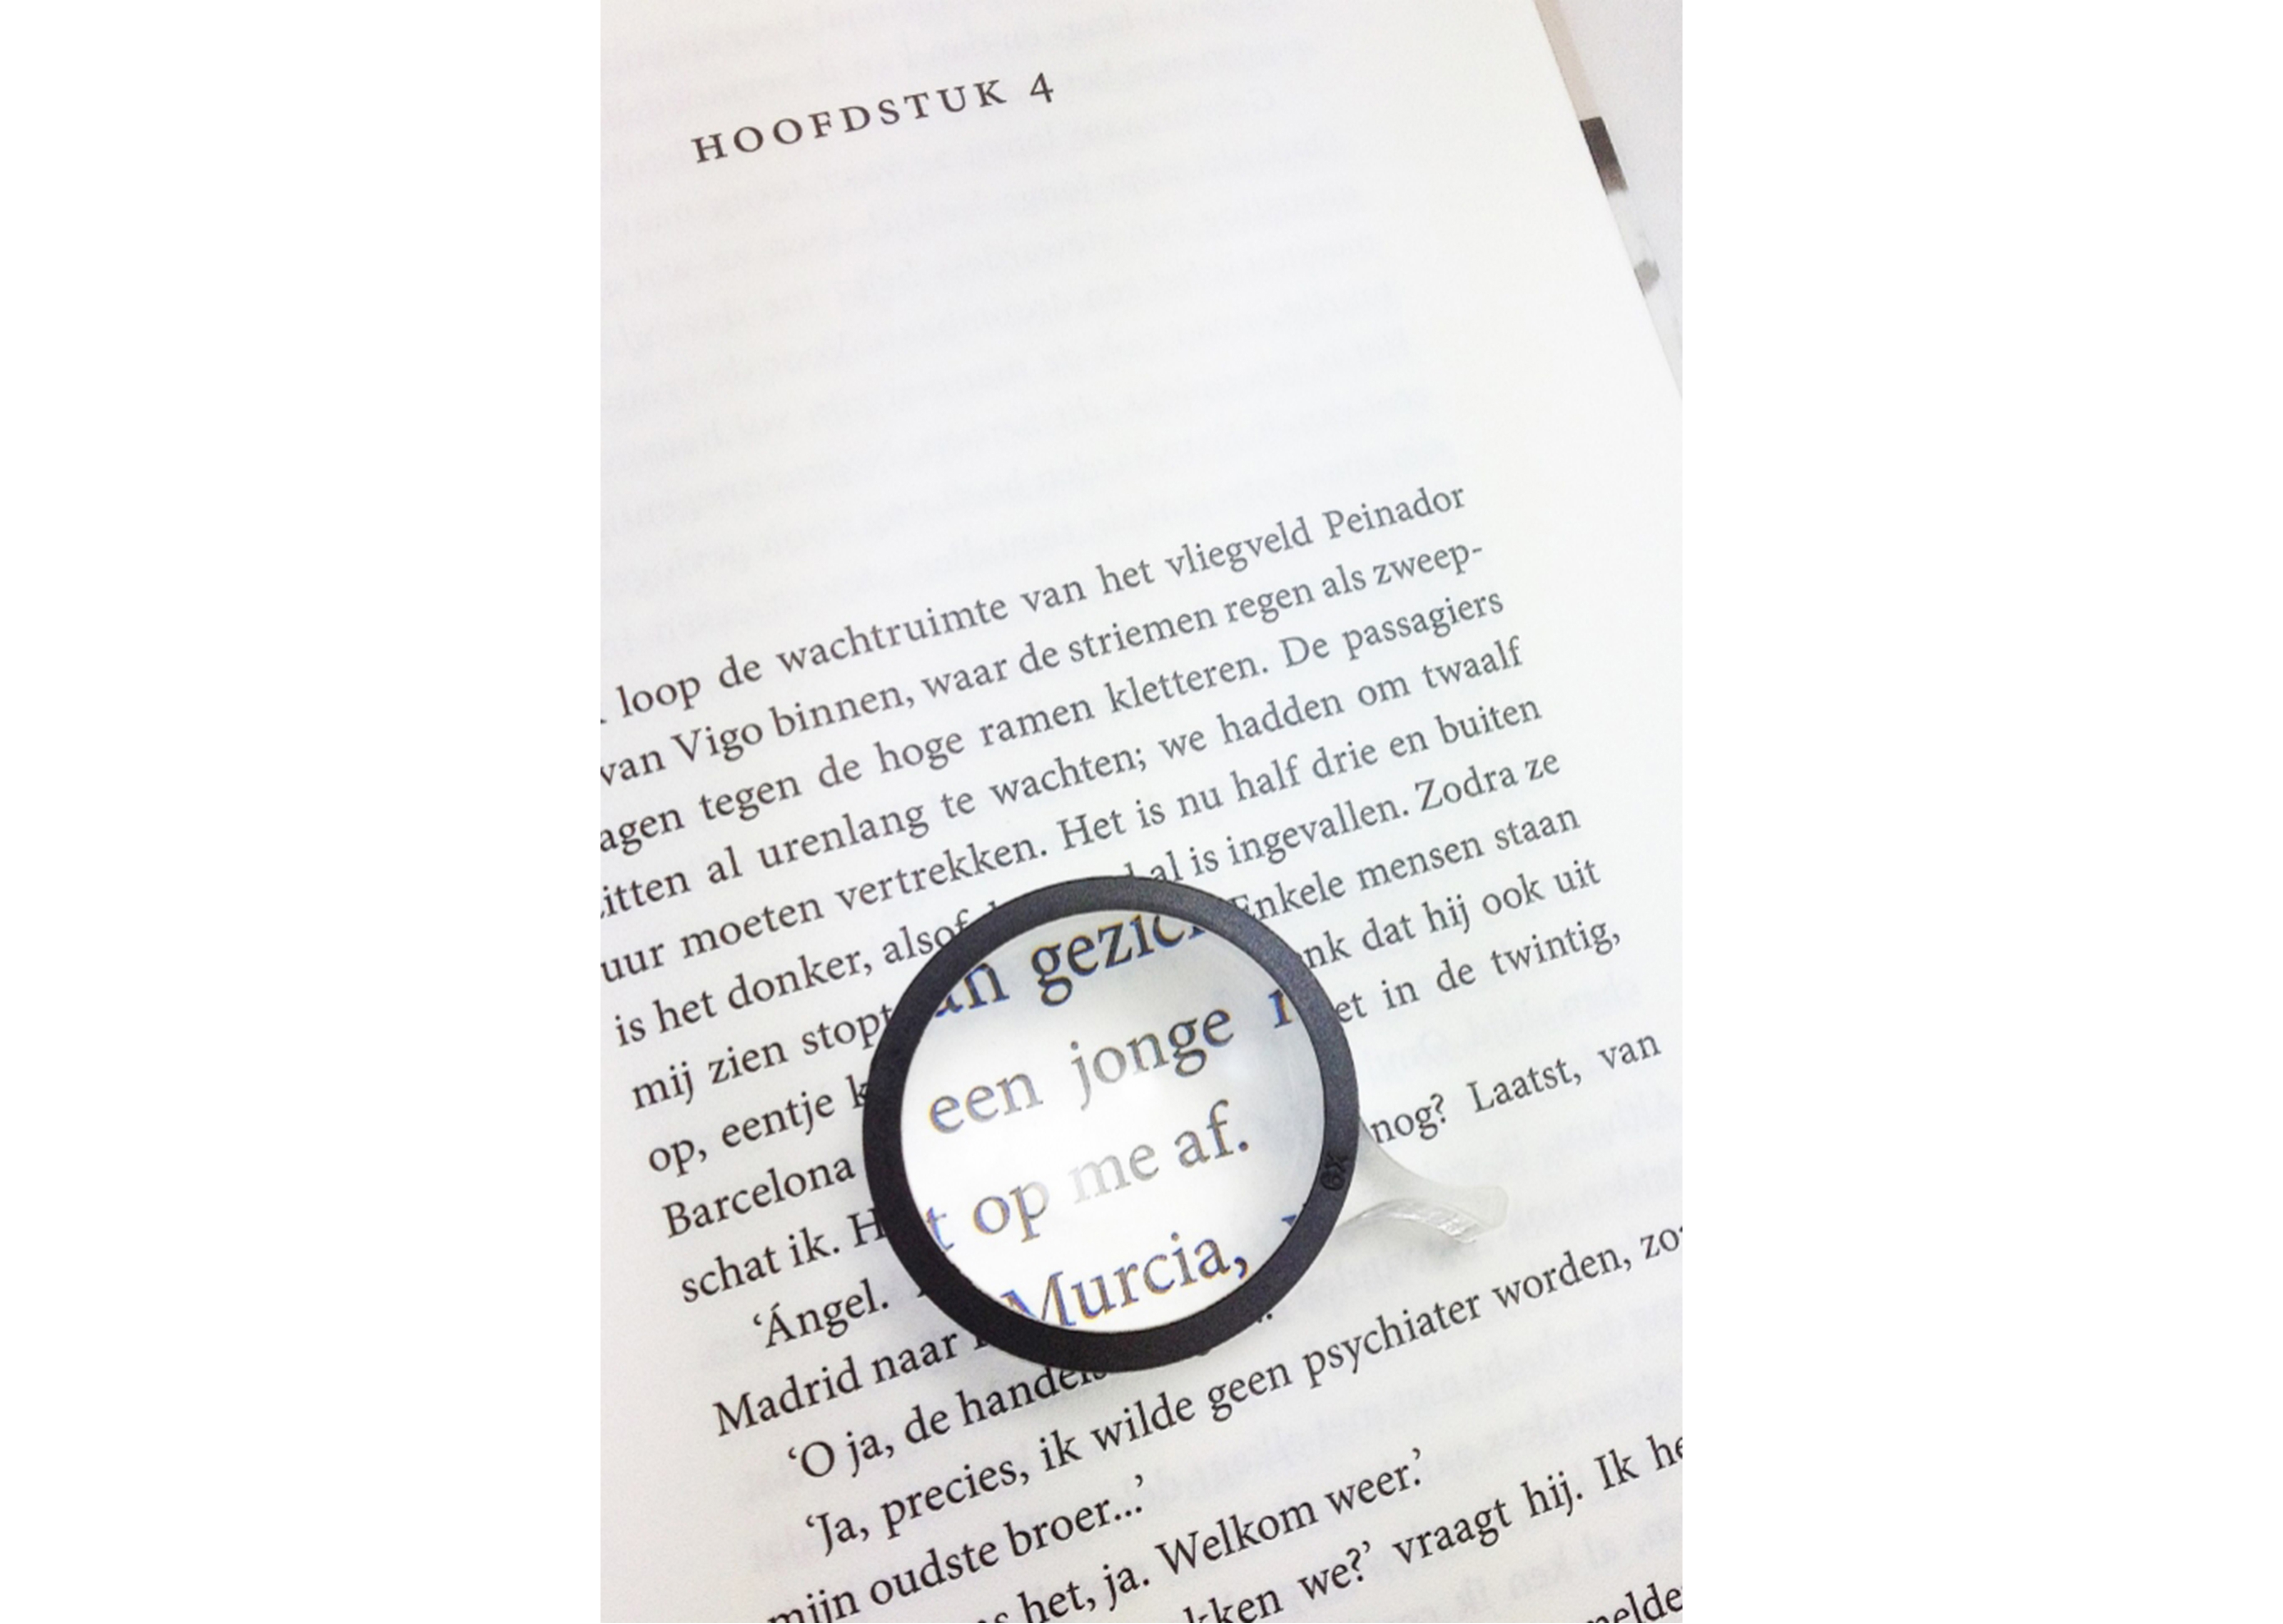 HOOFDSTUK 4
loop de wachtruimte van het vliegveld Peinador
van Vigo binnen, waar de striemen regen als zweep-
agen tegen de hoge ramen kletteren. De passagiers
itten al urenlang te wachten; we hadden om twaalf
uur moeten vertrekken. Het is nu half drie en buiten
is het donker, alsof al is ingevallen. Zodra ze
mij zien stopt Enkele mensen staan
op, eentje k nk dat hij ook uit
Barcelona et in de twintig,
schat ik. H
an gezic
een jonge
t op me af.
Murcia,
6x
‘Ángel. nog? Laatst, van
Madrid naar
‘O ja, de handels
‘Ja, precies, ik wilde geen psychiater worden, zo
mijn oudste broer...’
s het, ja. Welkom weer.’
kken we?’ vraagt hij. Ik he
melde